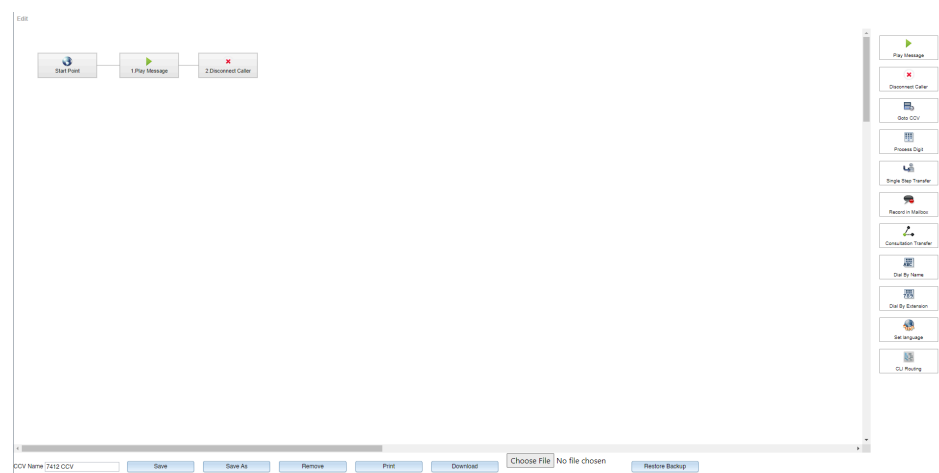 Edit
Start Point
1.Play Message
2.Disconnect Caller
Play Message
Disconnect Caller
Goto CCV
Process Digit
Single Step Transfer
Record in Mailbox
Consultation Transfer
Dial By Name
Dial By Extension
Set language
CLI Routing
CCV Name 7412 CCV Save Save As Remove Print Download Choose File No file chosen Restore Backup